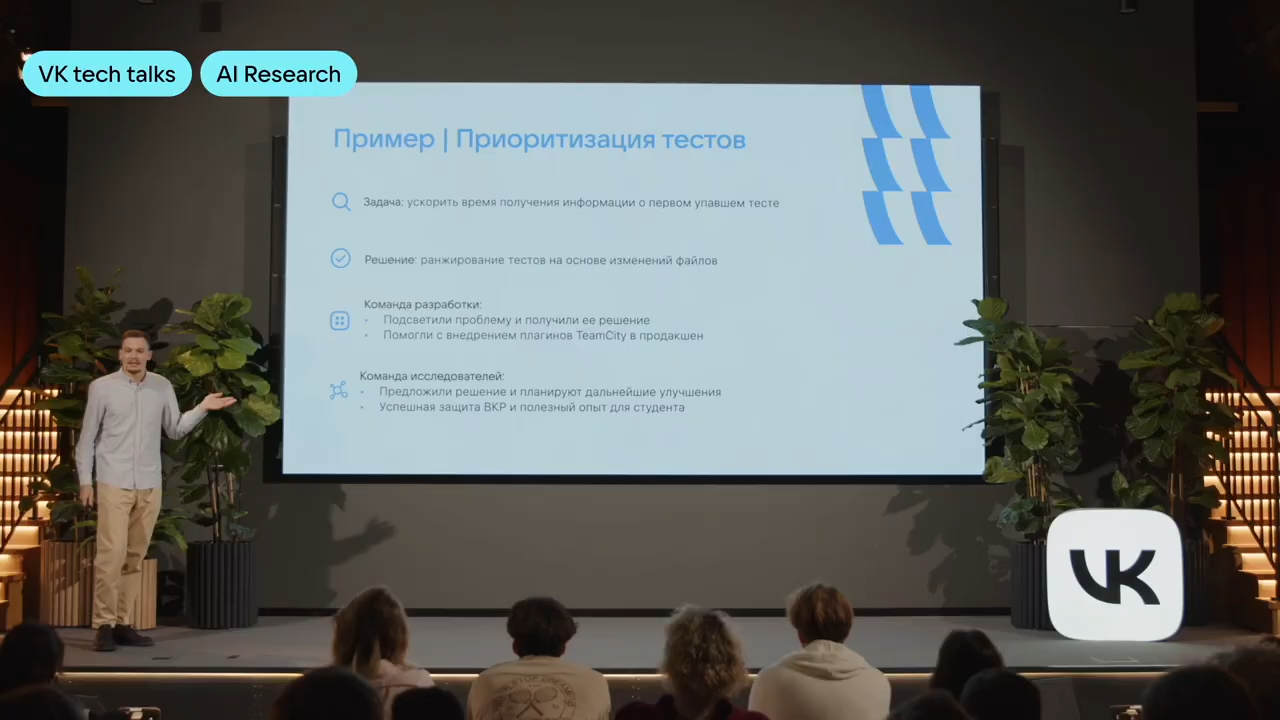 VK tech talks
AI Research
Пример | Приоритизация тестов
Задача: ускорить время получения информации о первом упавшем тесте
Решение: ранжирование тестов на основе изменений файлов
Команда разработки:
• Подсветили проблему и получили ее решение
• Помогли с внедрением плагинов TeamCity в продакшен
Команда исследователей:
• Предложили решение и планируют дальнейшие улучшения
• Успешная защита ВКР и полезный опыт для студента
VK